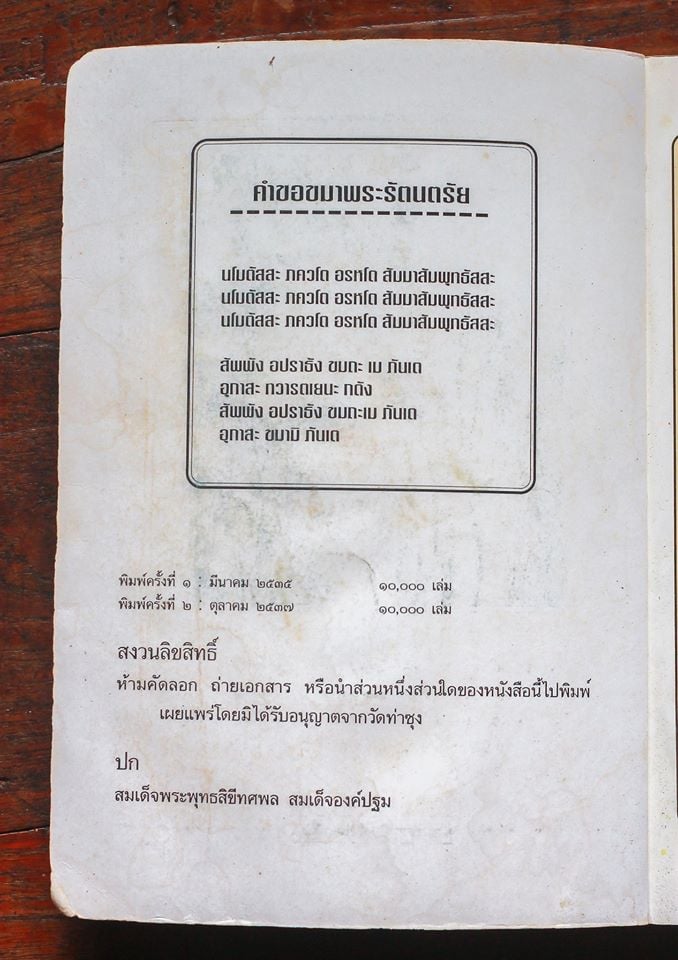 คำขอขมาพระรัตนตรัย
นโมตัสสะ ภควโต อรหโต สัมมาสัมพุทธัสสะ
นโมตัสสะ ภควโต อรหโต สัมมาสัมพุทธัสสะ
นโมตัสสะ ภควโต อรหโต สัมมาสัมพุทธัสสะ
สัพพัง อปราธัง ขมถะ เม ภันเต
อุกาสะ ทวารตเยนะ กตัง
สัพพัง อปราธัง ขมถะเม ภันเต
อุกาสะ ขมามิ ภันเต
พิมพ์ครั้งที่ ๑ : มีนาคม ๒๕๓๕ ๑๐,๐๐๐ เล่ม
พิมพ์ครั้งที่ ๒ : ตุลาคม ๒๕๓๗ ๑๐,๐๐๐ เล่ม
สงวนลิขสิทธิ์
ห้ามคัดลอก ถ่ายเอกสาร หรือนำส่วนหนึ่งส่วนใดของหนังสือนี้ไปพิมพ์
เผยแพร่โดยมิได้รับอนุญาตจากวัดท่าซุง
ปก
สมเด็จพระพุทธสิขีทศพล สมเด็จองค์ปฐม